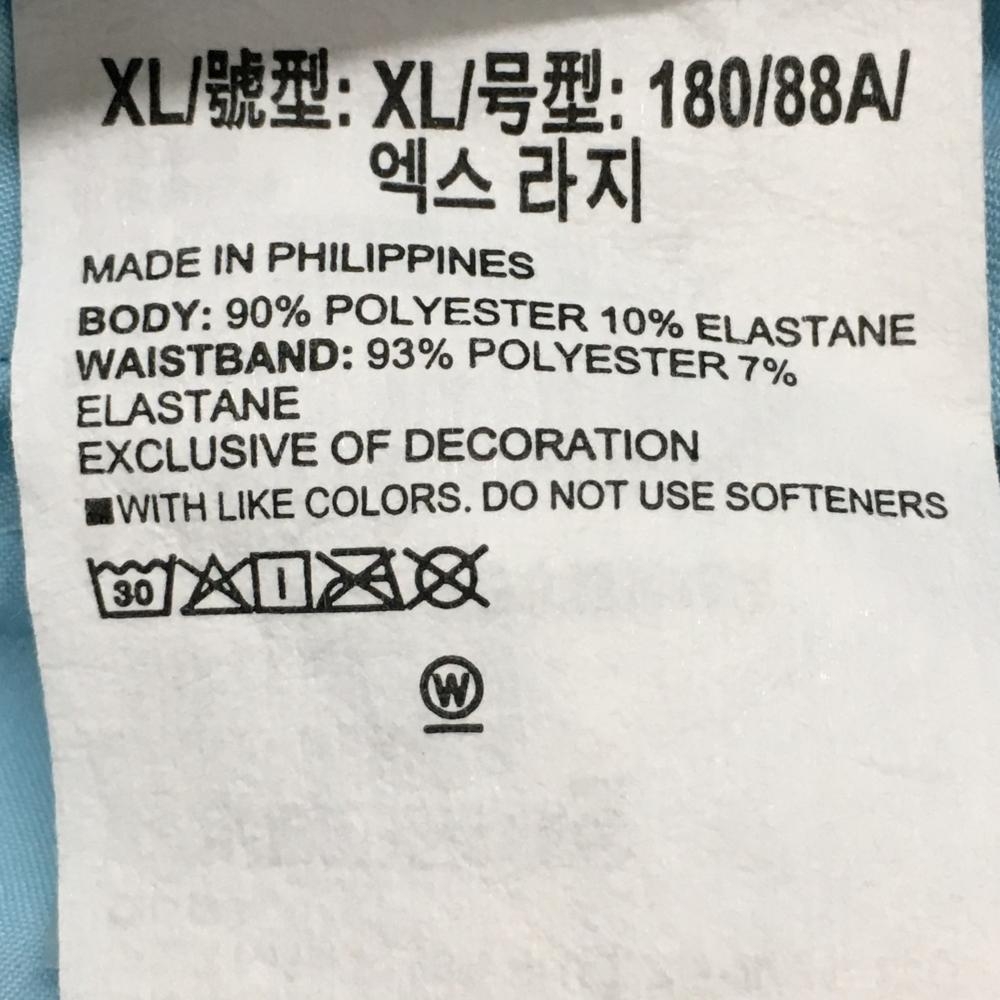 XL/號型: XL/号型: 180/88A/
엑스 라지
MADE IN PHILIPPINES
BODY: 90% POLYESTER 10% ELASTANE
WAISTBAND: 93% POLYESTER 7%
ELASTANE
EXCLUSIVE OF DECORATION
■WITH LIKE COLORS. DO NOT USE SOFTENERS
30
W